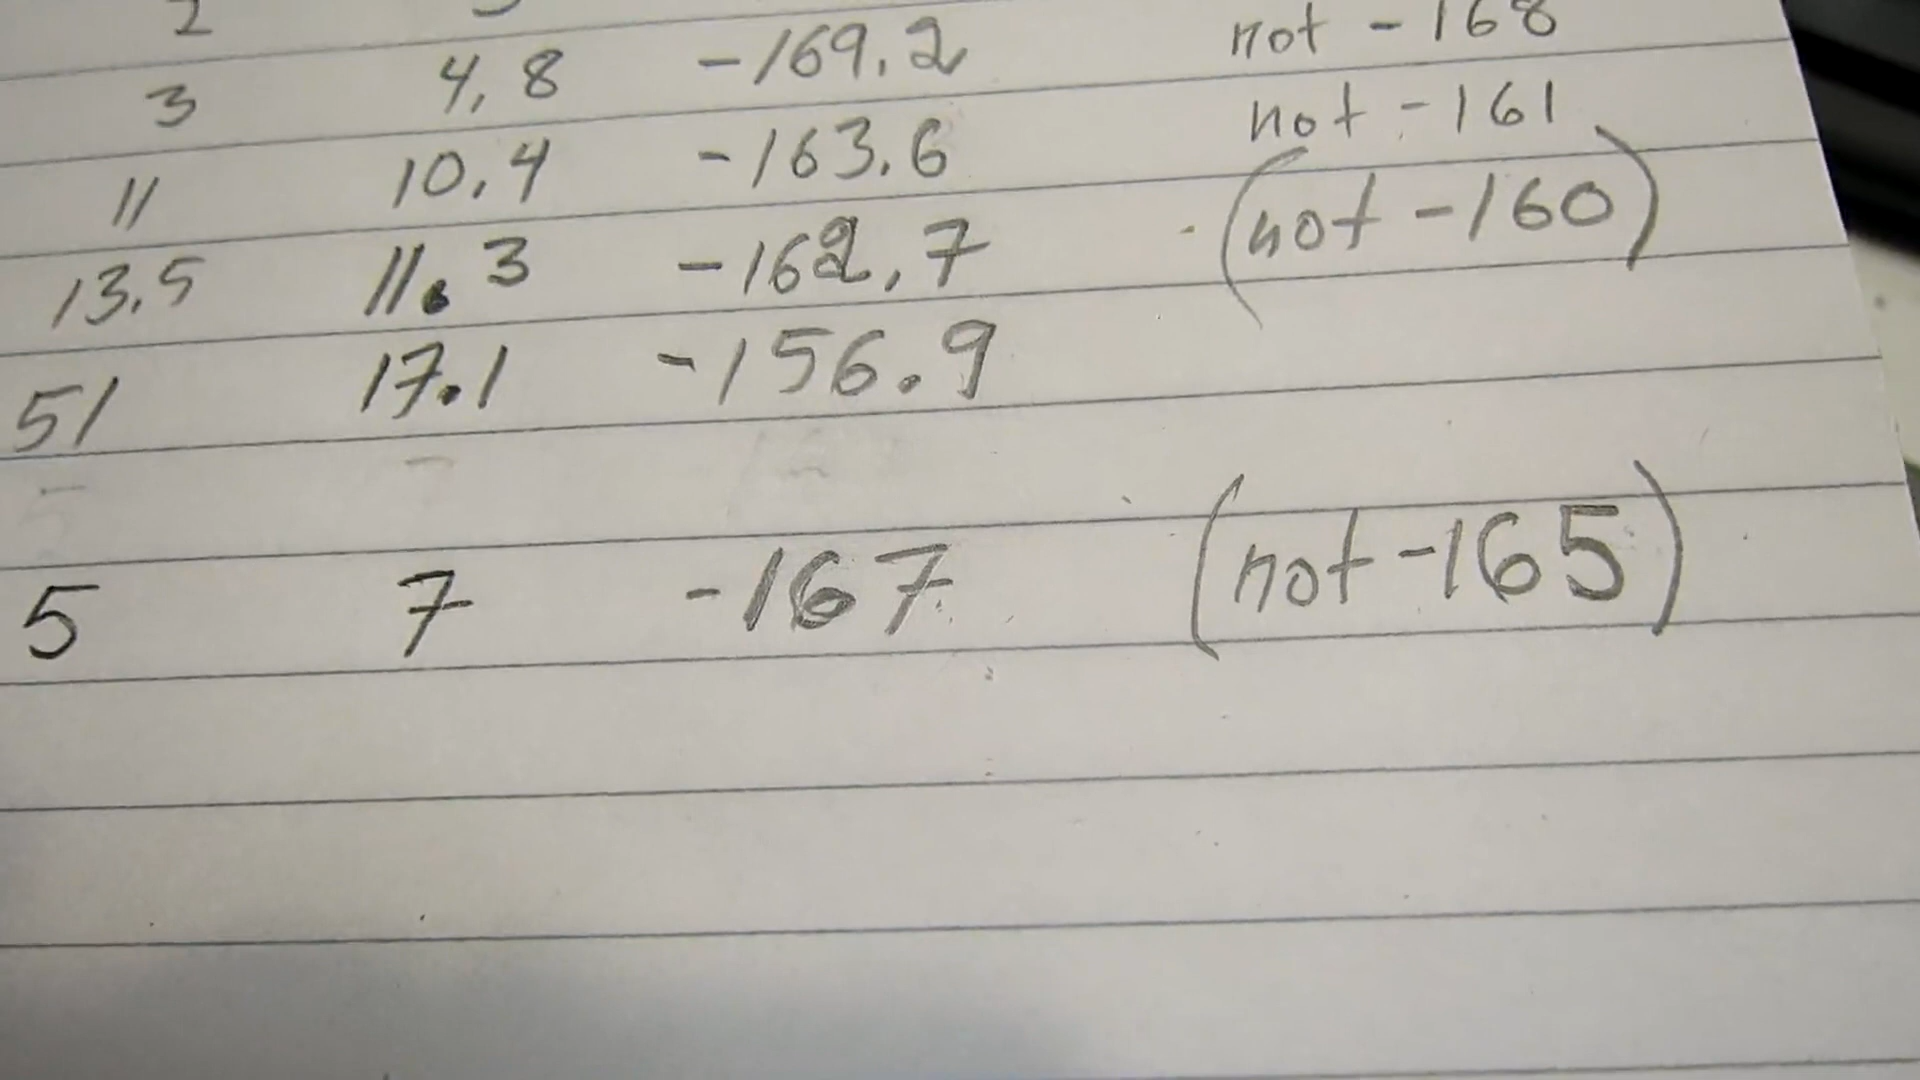 2
3 4,8 -169.2 not -168
11 10.4 -163.6 not -161
13.5 11.3 -162.7 (not -160)
51 17.1 -156.9
5 7 -167 (not -165)